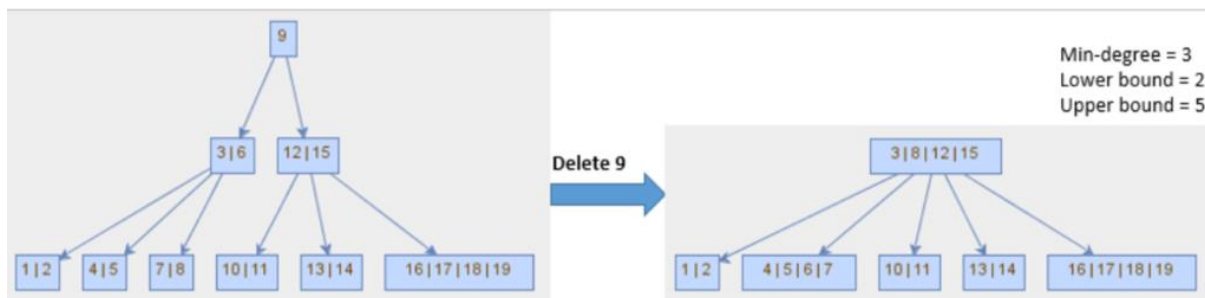 9
3|6 12|15
1|2 4|5 7|8 10|11 13|14 16|17|18|19
Delete 9
Min-degree = 3
Lower bound = 2
Upper bound = 5
3|8|12|15
1|2 4|5|6|7 10|11 13|14 16|17|18|19